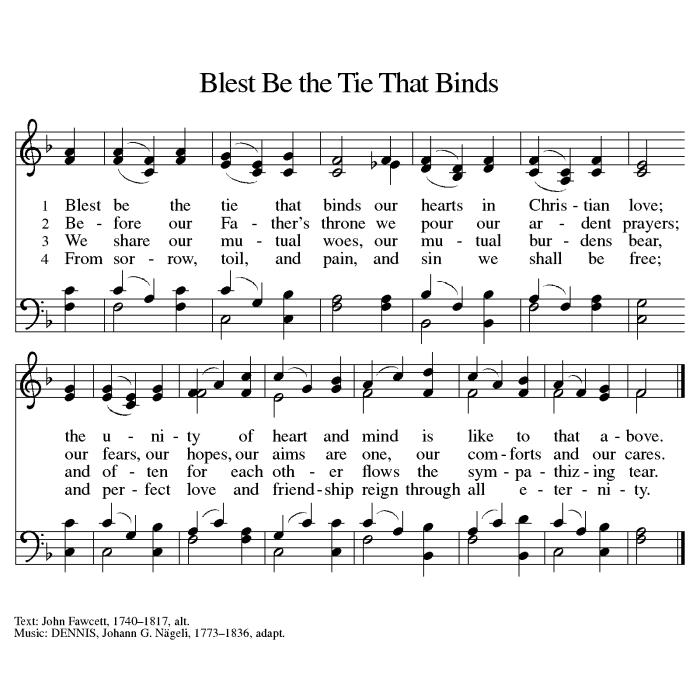 Blest Be the Tie That Binds
1 Blest be the tie that binds our hearts in Chris - tian love;
2 Be - fore our Fa - ther's throne we pour our ar - dent prayers;
3 We share our mu - tual woes, our mu - tual bur - dens bear,
4 From sor - row, toil, and pain, and sin we shall be free;
the u - ni - ty of heart and mind is like to that a - bove.
our fears, our hopes, our aims are one, our com - forts and our cares.
and of - ten for each oth - er flows the sym - pa - thiz - ing tear.
and per - fect love and friend - ship reign through all e - ter - ni - ty.
Text: John Fawcett, 1740–1817, alt.
Music: DENNIS, Johann G. Nägeli, 1773–1836, adapt.